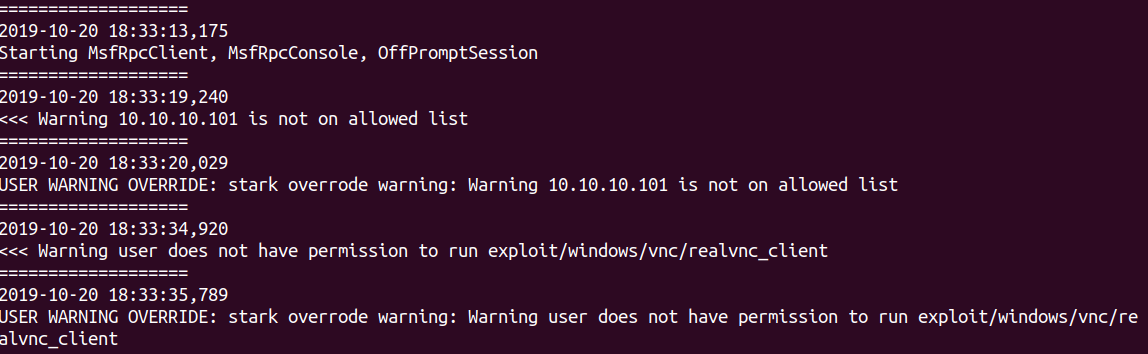 ===================
2019-10-20 18:33:13,175
Starting MsfRpcClient, MsfRpcConsole, OffPromptSession
===================
2019-10-20 18:33:19,240
<<< Warning 10.10.10.101 is not on allowed list
===================
2019-10-20 18:33:20,029
USER WARNING OVERRIDE: stark overrode warning: Warning 10.10.10.101 is not on allowed list
===================
2019-10-20 18:33:34,920
<<< Warning user does not have permission to run exploit/windows/vnc/realvnc_client
===================
2019-10-20 18:33:35,789
USER WARNING OVERRIDE: stark overrode warning: Warning user does not have permission to run exploit/windows/vnc/re
alvnc_client